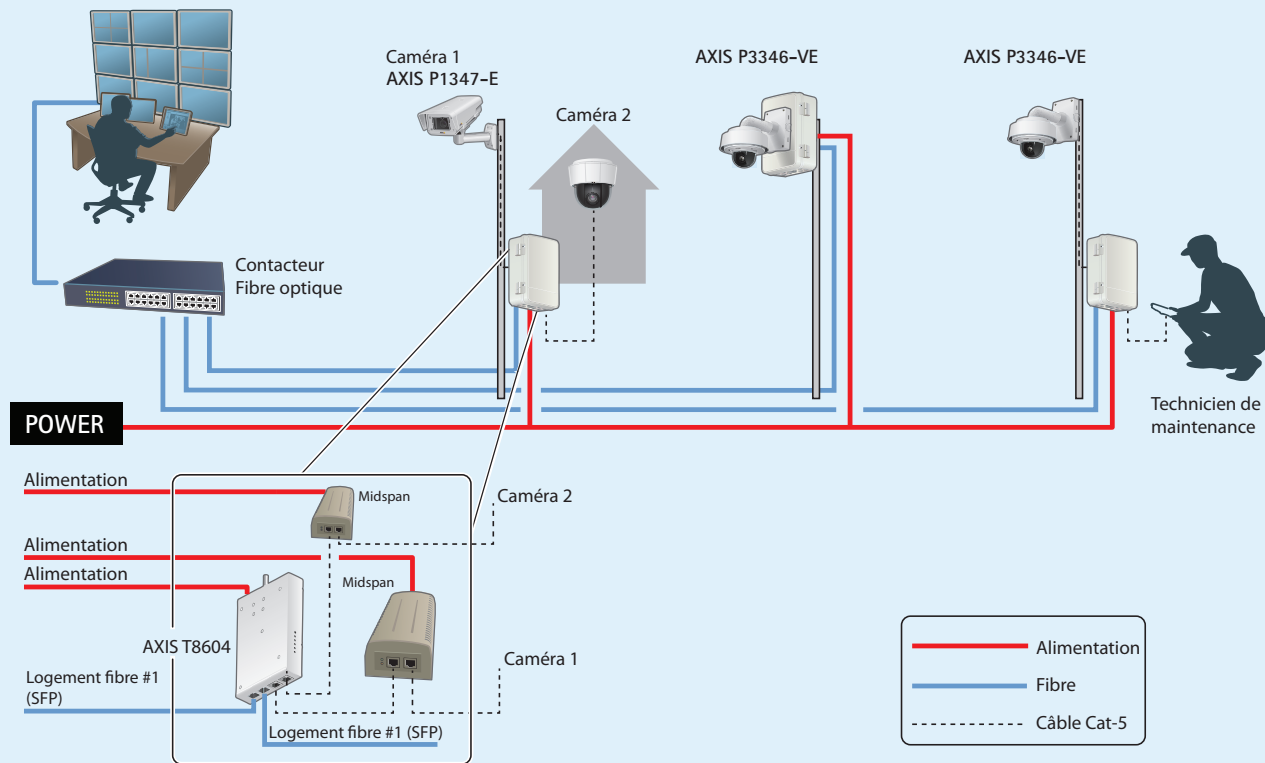 Caméra 1
AXIS P1347-E
AXIS P3346-VE
AXIS P3346-VE
Caméra 2
Contacteur
Fibre optique
POWER
Technicien de
maintenance
Alimentation
Midspan
Caméra 2
Alimentation
Alimentation
Midspan
AXIS T8604
Caméra 1
Logement fibre #1
(SFP)
Logement fibre #1 (SFP)
Alimentation
Fibre
Câble Cat-5